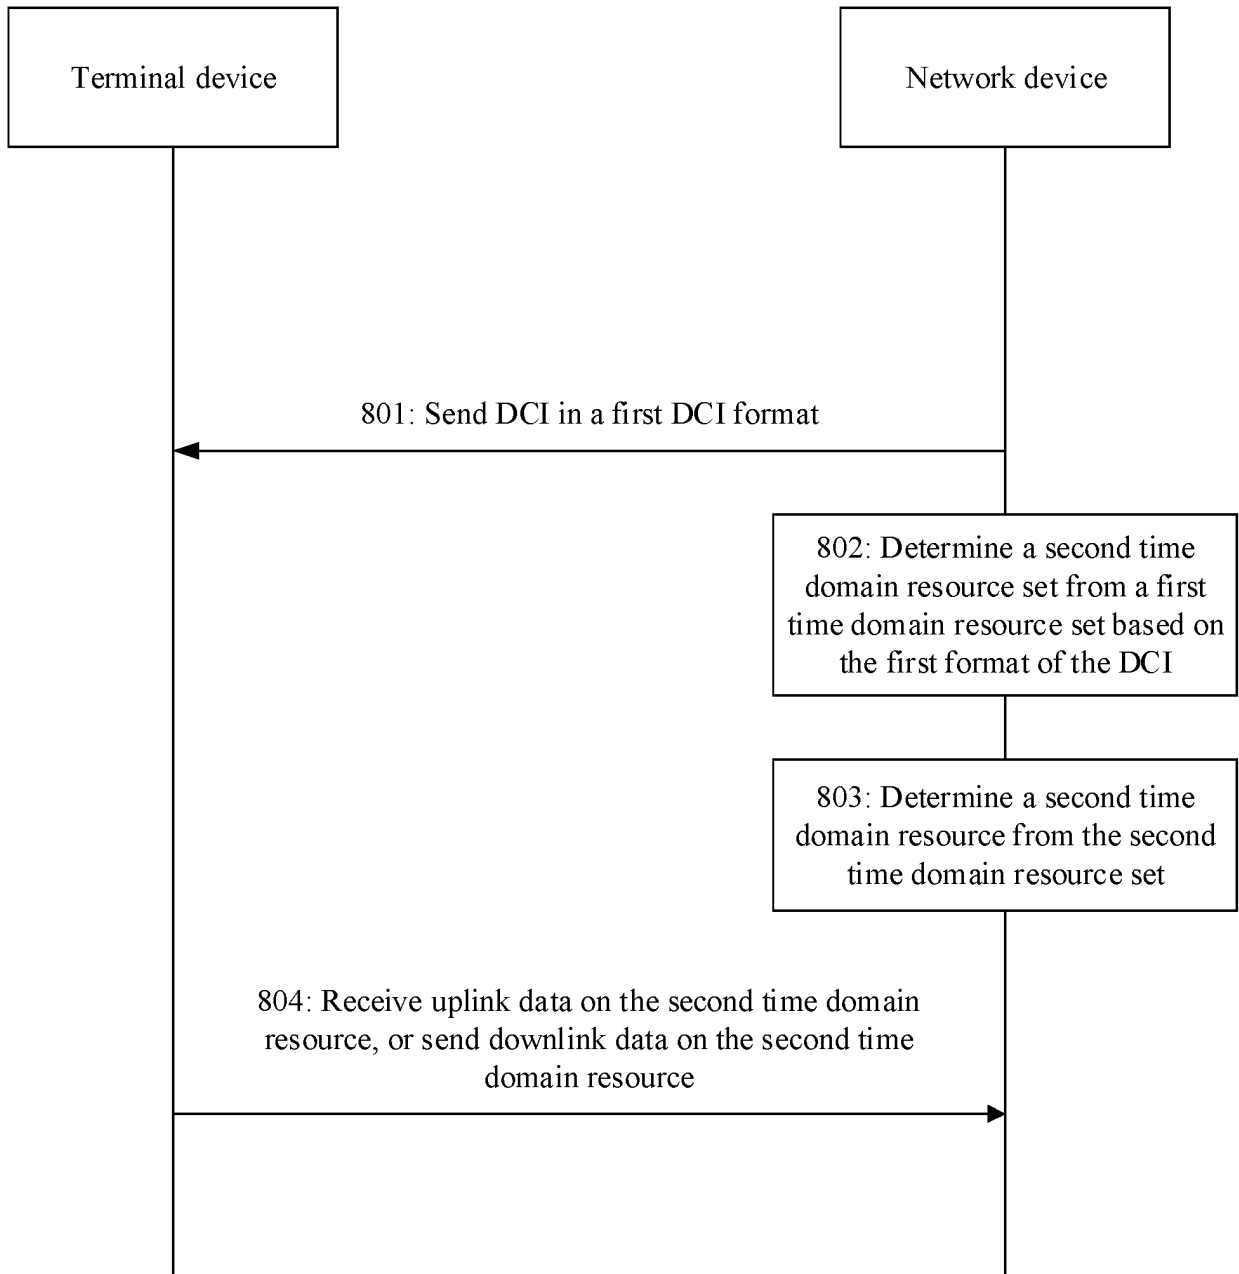 Terminal device
Network device
801: Send DCI in a first DCI format
802: Determine a second time
domain resource set from a first
time domain resource set based on
the first format of the DCI
803: Determine a second time
domain resource from the second
time domain resource set
804: Receive uplink data on the second time domain
resource, or send downlink data on the second time
domain resource